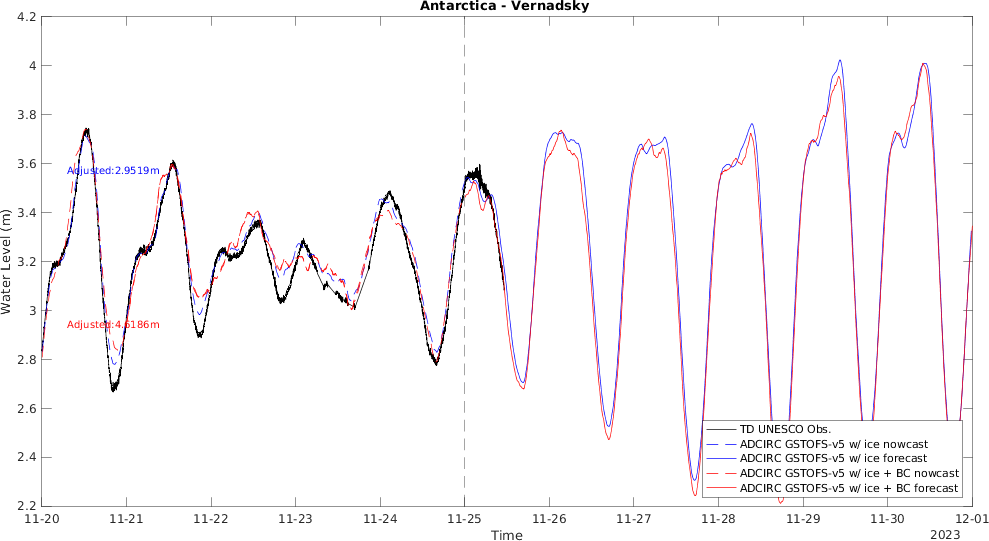 Antarctica - Vernadsky
Water Level (m)
4.2
4
3.8
3.6
3.4
3.2
3
2.8
2.6
2.4
2.2
Adjusted:2.9519m
Adjusted:4.6186m
TD UNESCO Obs.
ADCIRC GSTOFS-v5 w/ ice nowcast
ADCIRC GSTOFS-v5 w/ ice forecast
ADCIRC GSTOFS-v5 w/ ice + BC nowcast
ADCIRC GSTOFS-v5 w/ ice + BC forecast
11-20 11-21 11-22 11-23 11-24 11-25 11-26 11-27 11-28 11-29 11-30 12-01
Time
2023